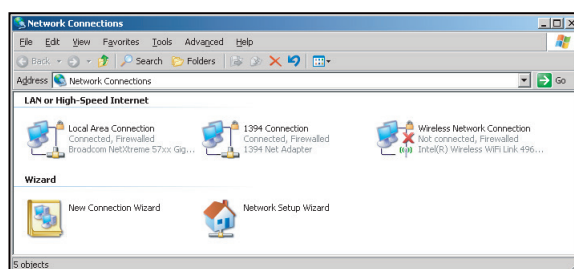 Network Connections
File Edit View Favorites Tools Advanced Help
Back Search Folders
Address Network Connections Go
LAN or High-Speed Internet
Local Area Connection
Connected, Firewalled
Broadcom NetXtreme 57xx Gig...
1394 Connection
Connected, Firewalled
1394 Net Adapter
Wireless Network Connection
Not connected, Firewalled
Intel(R) Wireless WiFi Link 496...
Wizard
New Connection Wizard
Network Setup Wizard
5 objects